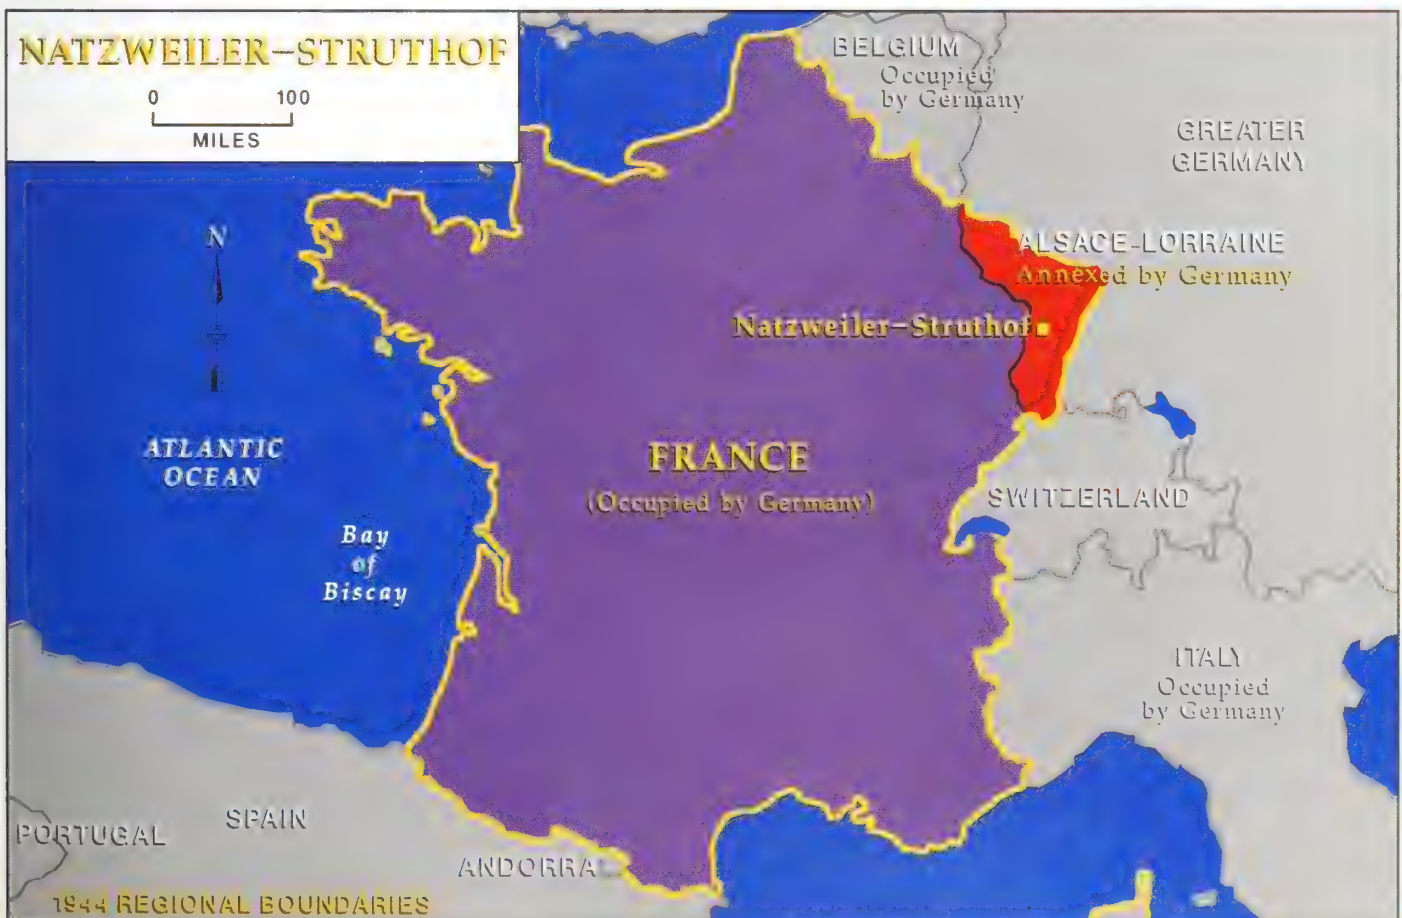 NATZWEILER–STRUTHOF
0 100
MILES
BELGIUM
Occupied
by Germany
GREATER
GERMANY
N
ALSACE-LORRAINE
Annexed by Germany
Natzweiler–Struthof
ATLANTIC
OCEAN
FRANCE
(Occupied by Germany)
SWITZERLAND
Bay
of
Biscay
ITALY
Occupied
by Germany
SPAIN
PORTUGAL
ANDORRA
1944 REGIONAL BOUNDARIES